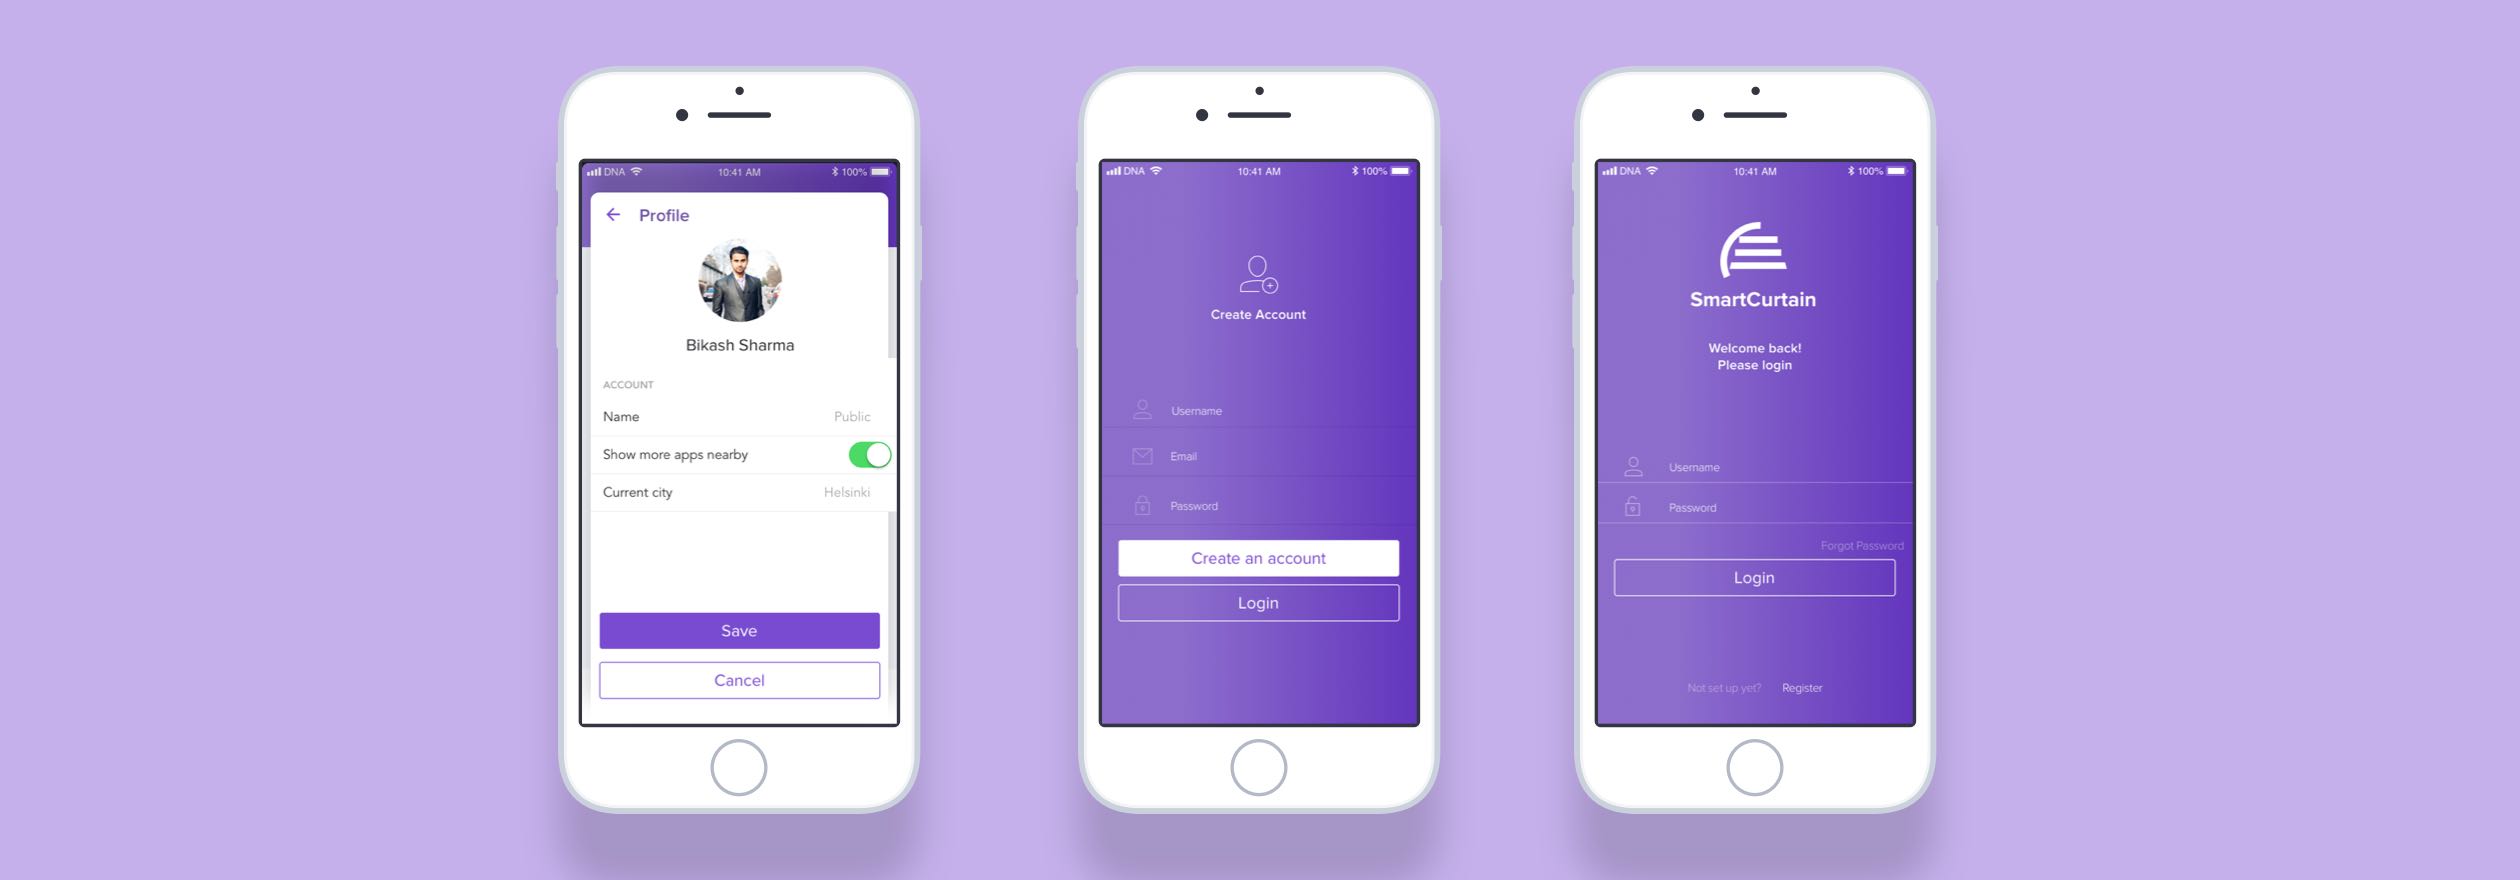 DNA 10:41 AM 100%
Profile
Bikash Sharma
ACCOUNT
Name Public
Show more apps nearby
Current city Helsinki
Save
Cancel
DNA 10:41 AM 100%
Create Account
Username
Email
Password
Create an account
Login
DNA 10:41 AM 100%
SmartCurtain
Welcome back!
Please login
Username
Password
Forgot Password
Login
Not set up yet? Register